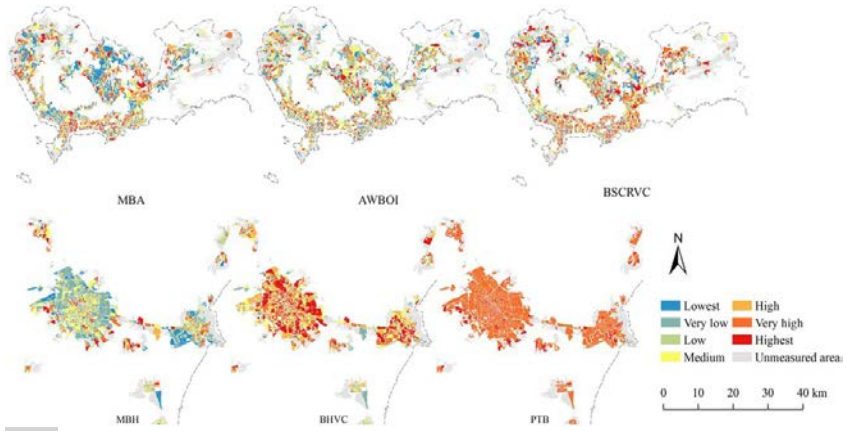 MBA
AWBOI
BSCRVC
N
Lowest
High
Very low
Very high
Low
Highest
Medium
Unmeasured area
0 10 20 30 40 km
MBH
BHVC
PTB